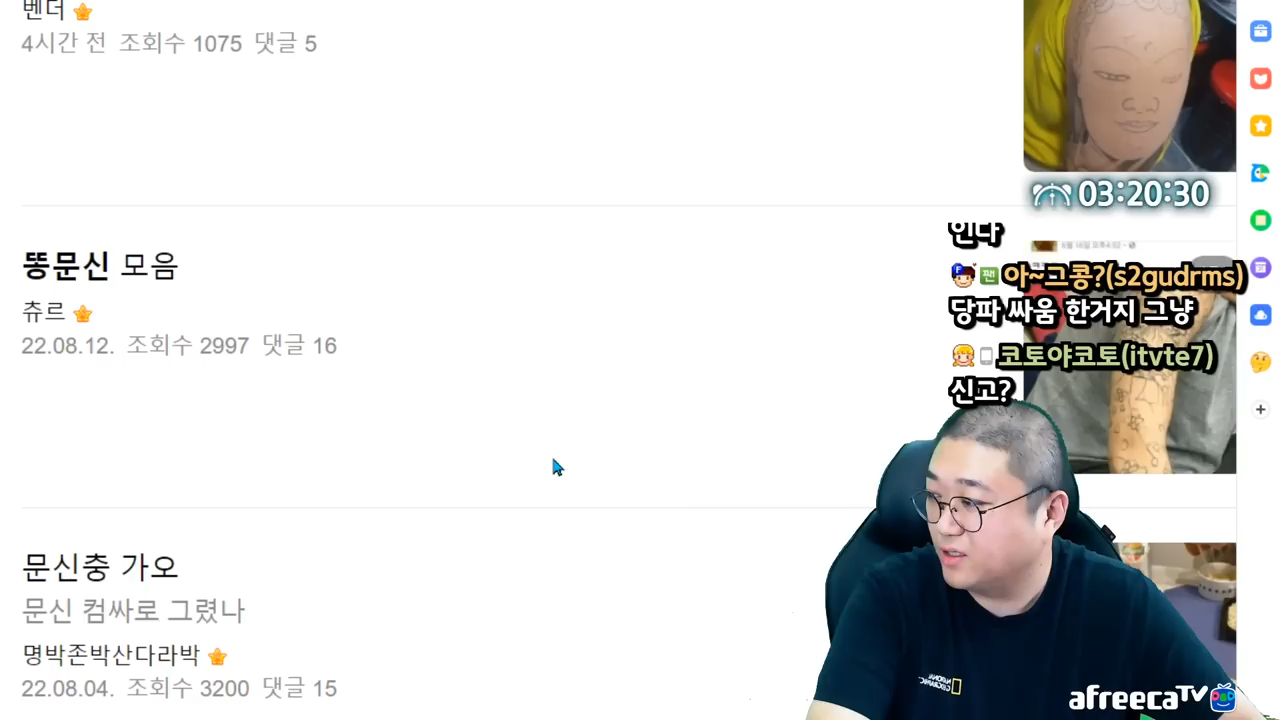 벤더
4시간 전 조회수 1075 댓글 5
03:20:30
똥문신 모음
츄르
22.08.12. 조회수 2997 댓글 16
인다
아~그콩?(s2gudrms)
당파 싸움 한거지 그냥
코토야코토(itvte7)
신고?
문신충 가오
문신 컴싸로 그렸나
명박존박산다라박
22.08.04. 조회수 3200 댓글 15
NATIONAL
GEOGRAPHIC
afreecaTV